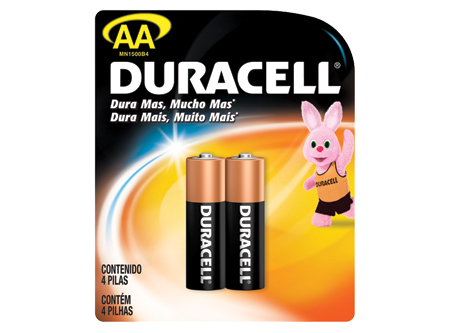 AA
MN1500B4
DURACELL®
Dura Mas, Mucho Mas*
Dura Mais, Muito Mais*
DURACELL
DURACELL
DURACELL
CONTENIDO
4 PILAS
CONTÉM
4 PILHAS